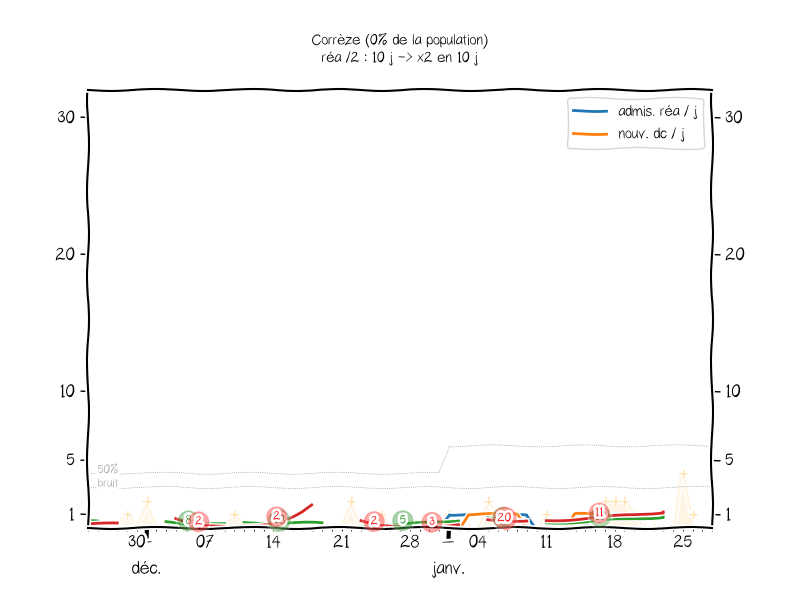 Corrèze (0% de la population)
réa /2 : 10 j -> x2 en 10 j
admis. réa / j
nouv. dc / j
30 30
20 20
10 10
5 5
1 1
50%
bruit
8 2 2 2 5 3 20 11
30 07 14 21 28 04 11 18 25
déc. janv.